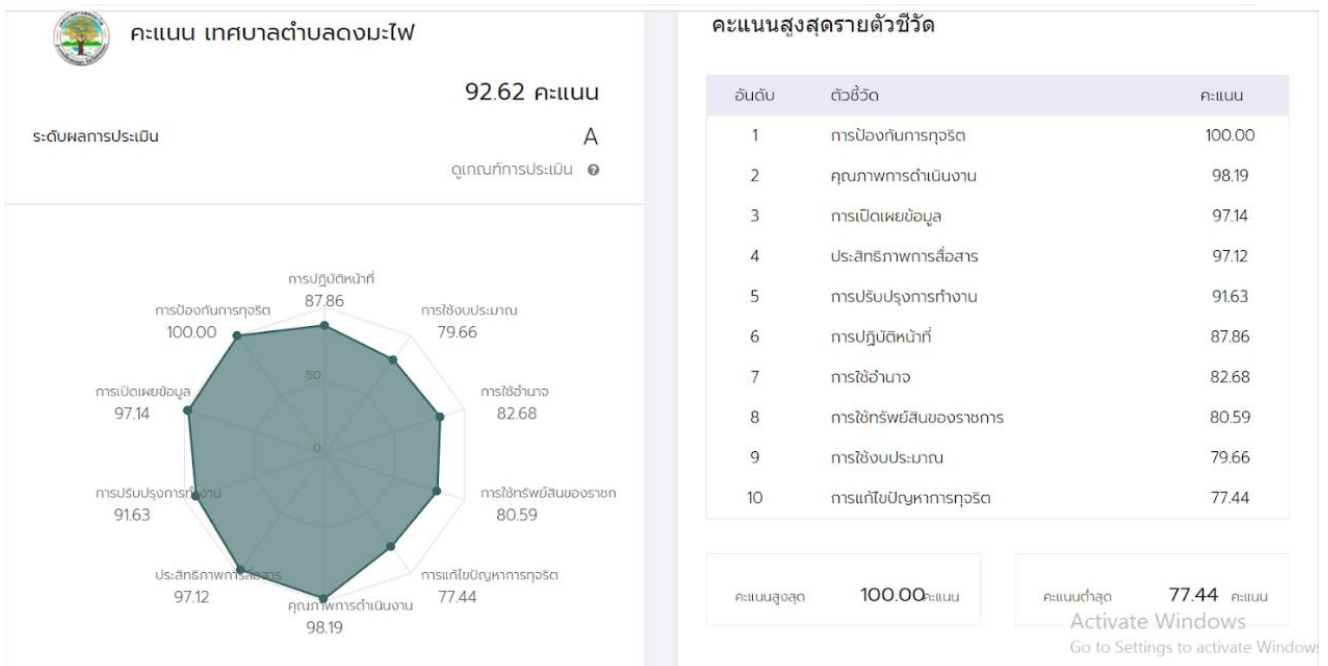 คะแนน เทศบาลตำบลดงมะไฟ
92.62 คะแนน
ระดับผลการประเมิน A
ดูเกณฑ์การประเมิน
การปฏิบัติหน้าที่
87.86
การป้องกันการทุจริต
100.00
การใช้งบประมาณ
79.66
50
การเปิดเผยข้อมูล
97.14
การใช้อำนาจ
82.68
0
การปรับปรุงการทำงาน
91.63
การใช้ทรัพย์สินของราชก
80.59
ประสิทธิภาพการสื่อสาร
97.12
การแก้ไขปัญหาการทุจริต
77.44
คุณภาพการดำเนินงาน
98.19
คะแนนสูงสุดรายตัวชี้วัด
อันดับ ตัวชี้วัด คะแนน
1 การป้องกันการทุจริต 100.00
2 คุณภาพการดำเนินงาน 98.19
3 การเปิดเผยข้อมูล 97.14
4 ประสิทธิภาพการสื่อสาร 97.12
5 การปรับปรุงการทำงาน 91.63
6 การปฏิบัติหน้าที่ 87.86
7 การใช้อำนาจ 82.68
8 การใช้ทรัพย์สินของราชการ 80.59
9 การใช้งบประมาณ 79.66
10 การแก้ไขปัญหาการทุจริต 77.44
คะแนนสูงสุด 100.00 คะแนน
คะแนนต่ำสุด 77.44 คะแนน
Activate Windows
Go to Settings to activate Windows